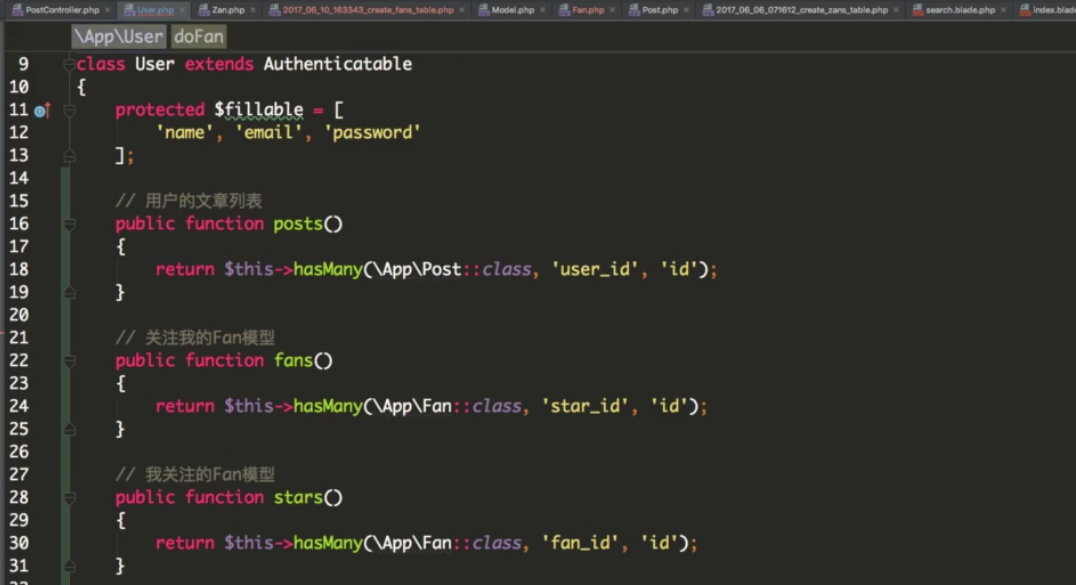 PostController.php × User.php × Zan.php × 2017_06_10_163343_create_fans_table.php × Model.php × Fan.php × Post.php × 2017_06_06_071612_create_zans_table.php × search.blade.php × index.blade
\App\User doFan
9 class User extends Authenticatable
10 {
11 protected $fillable = [
12 'name', 'email', 'password'
13 ];
14
15 // 用户的文章列表
16 public function posts()
17 {
18 return $this->hasMany(\App\Post::class, 'user_id', 'id');
19 }
20
21 // 关注我的Fan模型
22 public function fans()
23 {
24 return $this->hasMany(\App\Fan::class, 'star_id', 'id');
25 }
26
27 // 我关注的Fan模型
28 public function stars()
29 {
30 return $this->hasMany(\App\Fan::class, 'fan_id', 'id');
31 }